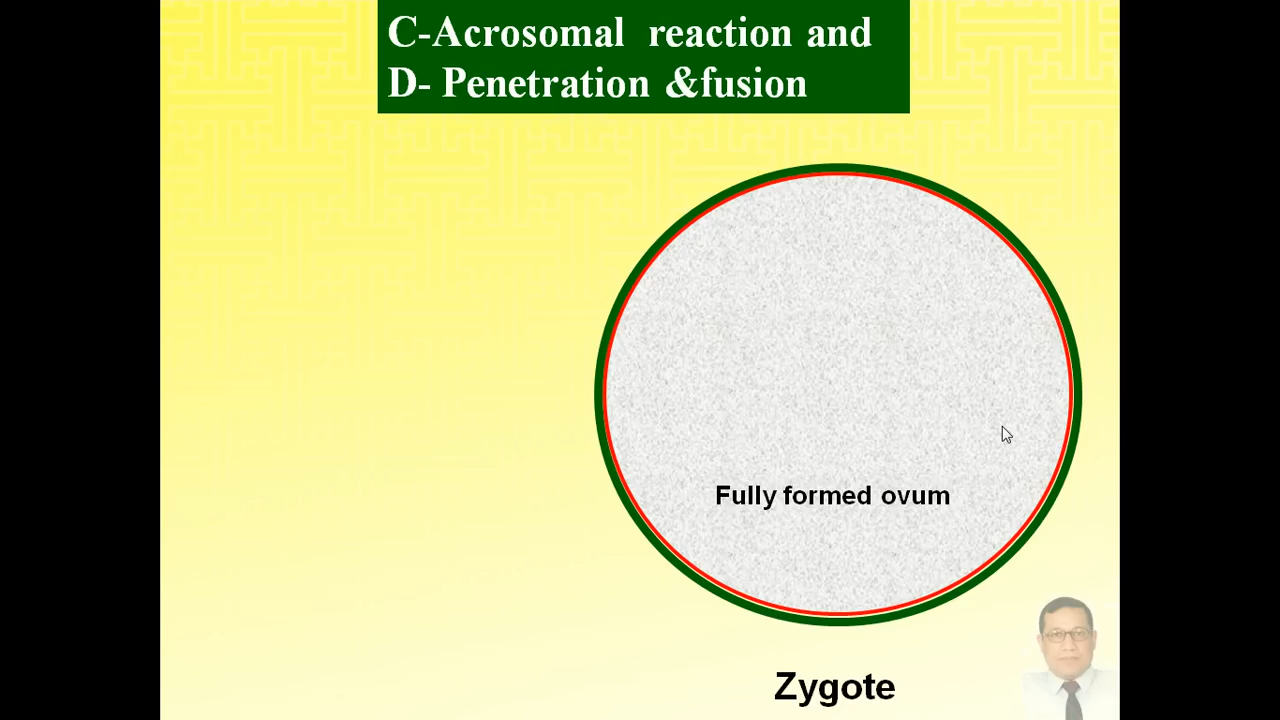 C-Acrosomal reaction and
D- Penetration &fusion
Fully formed ovum
Zygote